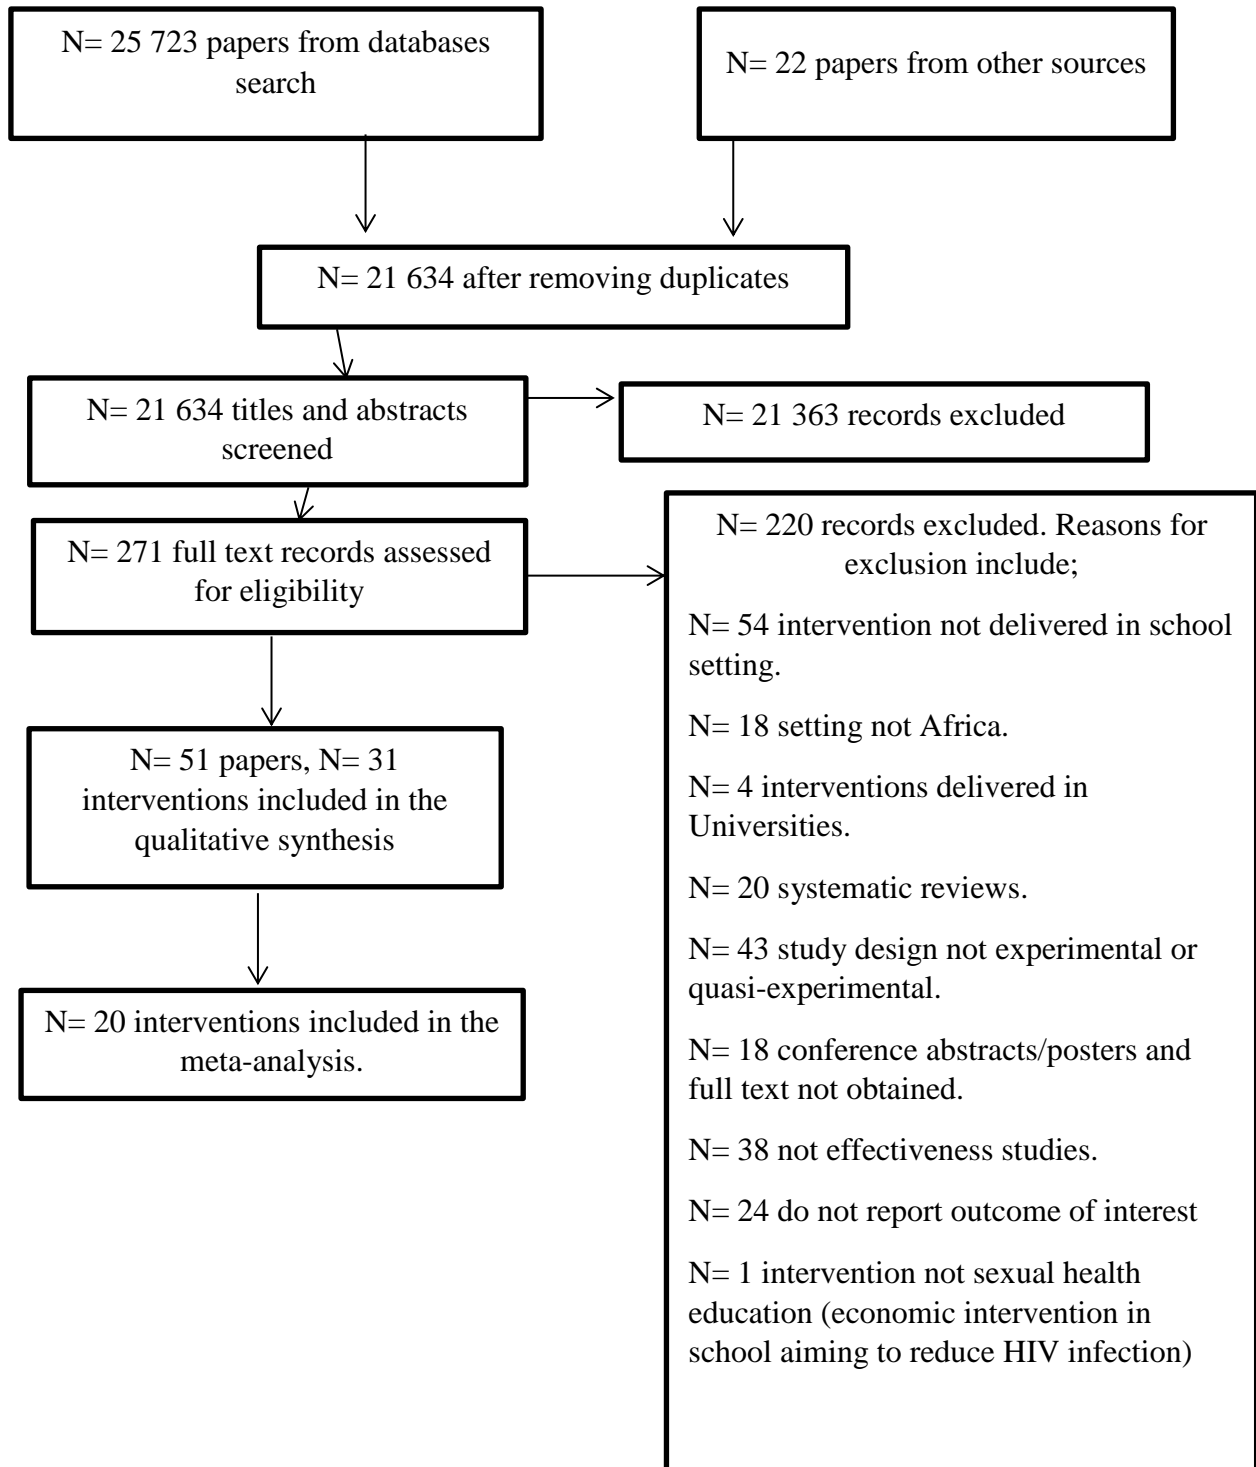 N= 25 723 papers from databases
search
N= 22 papers from other sources
N= 21 634 after removing duplicates
N= 21 634 titles and abstracts
screened
N= 21 363 records excluded
N= 271 full text records assessed
for eligibility
N= 220 records excluded. Reasons for
exclusion include;
N= 54 intervention not delivered in school
setting.
N= 18 setting not Africa.
N= 4 interventions delivered in
Universities.
N= 20 systematic reviews.
N= 43 study design not experimental or
quasi-experimental.
N= 18 conference abstracts/posters and
full text not obtained.
N= 38 not effectiveness studies.
N= 24 do not report outcome of interest
N= 1 intervention not sexual health
education (economic intervention in
school aiming to reduce HIV infection)
N= 51 papers, N= 31
interventions included in the
qualitative synthesis
N= 20 interventions included in the
meta-analysis.